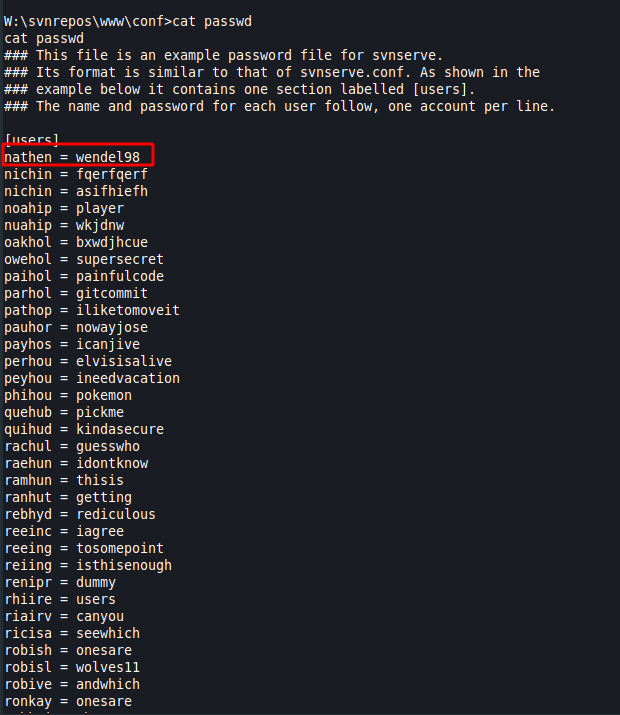 W:\svnrepos\www\conf>cat passwd
cat passwd
### This file is an example password file for svnserve.
### Its format is similar to that of svnserve.conf. As shown in the
### example below it contains one section labelled [users].
### The name and password for each user follow, one account per line.
[users]
nathen = wendel98
nichin = fqerfqerf
nichin = asifhiefh
noahip = player
nuahip = wkjdnw
oakhol = bxwdjhcue
owehol = supersecret
paihol = painfulcode
parhol = gitcommit
pathop = iliketomoveit
pauhor = nowayjose
payhos = icanjive
perhou = elvisisalive
peyhou = ineedvacation
phihou = pokemon
quehub = pickme
quihud = kindasecure
rachul = guesswho
raehun = idontknow
ramhun = thisis
ranhut = getting
rebhyd = rediculous
reeinc = iagree
reeing = tosomepoint
reiing = isthisenough
renipr = dummy
rhiire = users
riairv = canyou
ricisa = seewhich
robish = onesare
robisl = wolves11
robive = andwhich
ronkay = onesare